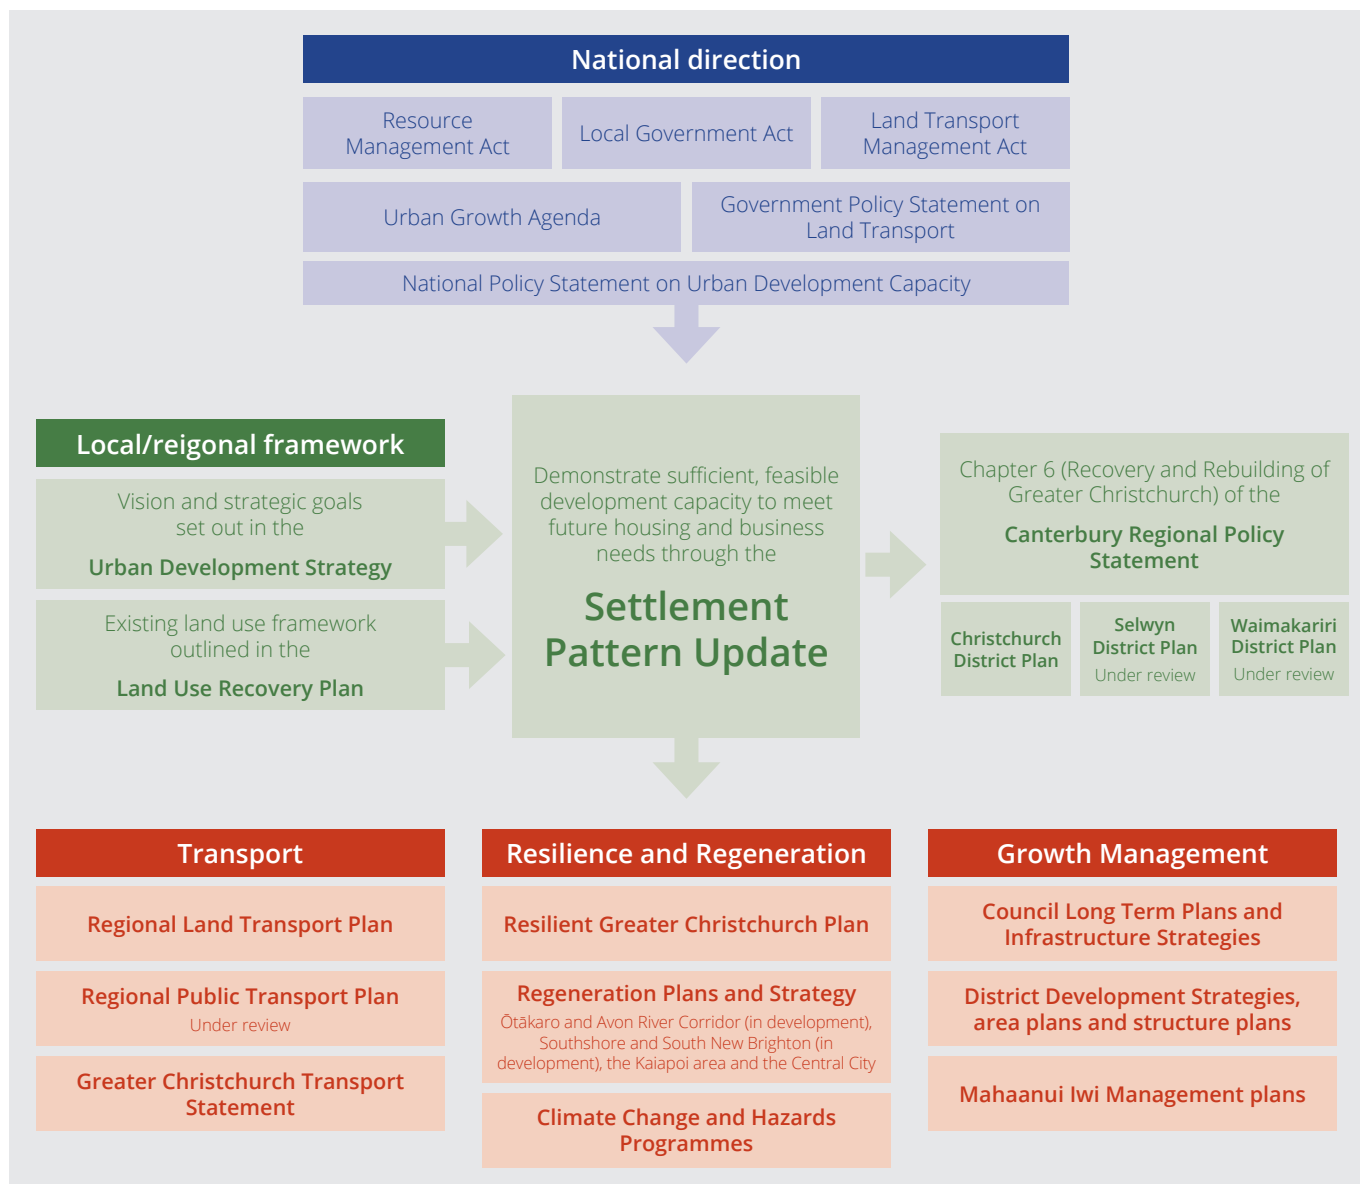 National direction
Resource
Management Act
Local Government Act
Land Transport
Management Act
Urban Growth Agenda
Government Policy Statement on
Land Transport
National Policy Statement on Urban Development Capacity
Local/reigonal framework
Vision and strategic goals
set out in the
Urban Development Strategy
Existing land use framework
outlined in the
Land Use Recovery Plan
Demonstrate sufficient, feasible
development capacity to meet
future housing and business
needs through the
Settlement
Pattern Update
Chapter 6 (Recovery and Rebuilding of
Greater Christchurch) of the
Canterbury Regional Policy
Statement
Christchurch
District Plan
Selwyn
District Plan
Under review
Waimakariri
District Plan
Under review
Transport
Regional Land Transport Plan
Regional Public Transport Plan
Under review
Greater Christchurch Transport
Statement
Resilience and Regeneration
Resilient Greater Christchurch Plan
Regeneration Plans and Strategy
Ōtākaro and Avon River Corridor (in development),
Southshore and South New Brighton (in
development), the Kaiapoi area and the Central City
Climate Change and Hazards
Programmes
Growth Management
Council Long Term Plans and
Infrastructure Strategies
District Development Strategies,
area plans and structure plans
Mahaanui Iwi Management plans